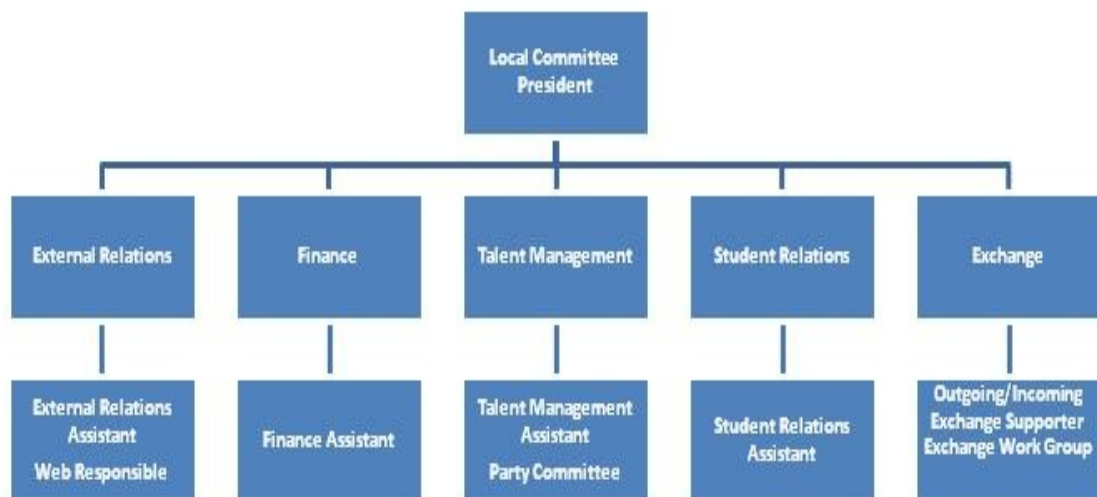 Local Committee
President
External Relations
Finance
Talent Management
Student Relations
Exchange
External Relations
Assistant
Web Responsible
Finance Assistant
Talent Management
Assistant
Party Committee
Student Relations
Assistant
Outgoing/Incoming
Exchange Supporter
Exchange Work Group